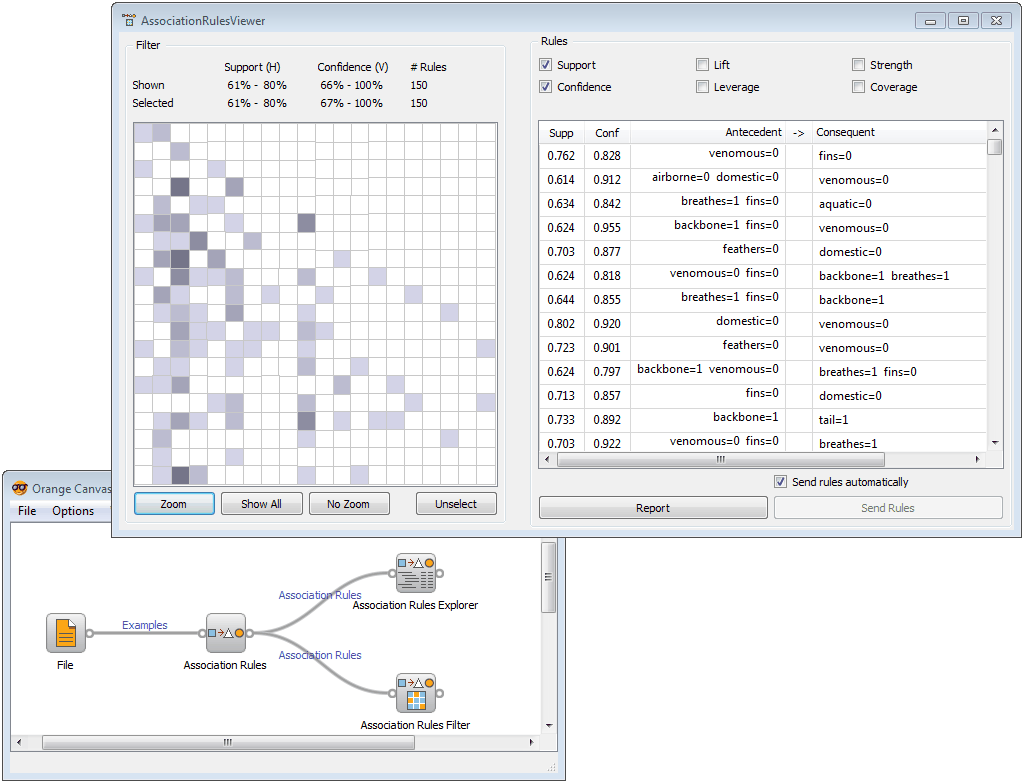 AssociationRulesViewer
Filter
Support (H) Confidence (V) # Rules
Shown 61% - 80% 66% - 100% 150
Selected 61% - 80% 67% - 100% 150
Zoom Show All No Zoom Unselect
Rules
Support Lift Strength
Confidence Leverage Coverage
Supp Conf Antecedent -> Consequent
0.762 0.828 venomous=0 fins=0
0.614 0.912 airborne=0 domestic=0 venomous=0
0.634 0.842 breathes=1 fins=0 aquatic=0
0.624 0.955 backbone=1 fins=0 venomous=0
0.703 0.877 feathers=0 domestic=0
0.624 0.818 venomous=0 fins=0 backbone=1 breathes=1
0.644 0.855 breathes=1 fins=0 backbone=1
0.802 0.920 domestic=0 venomous=0
0.723 0.901 feathers=0 venomous=0
0.624 0.797 backbone=1 venomous=0 breathes=1 fins=0
0.713 0.857 fins=0 domestic=0
0.733 0.892 backbone=1 tail=1
0.703 0.922 venomous=0 fins=0 breathes=1
Send rules automatically
Report Send Rules
Orange Canvas
File Options
Examples
File
Association Rules
Association Rules
Association Rules Explorer
Association Rules
Association Rules Filter